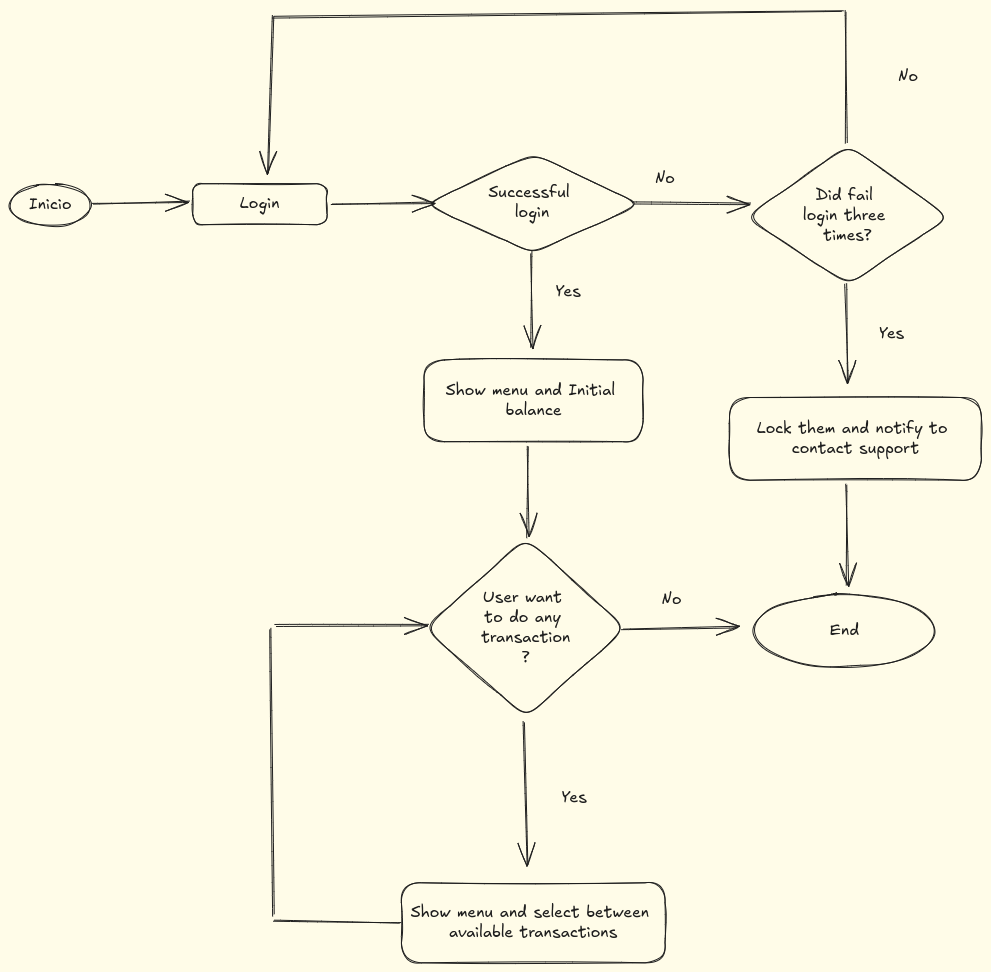 No
Inicio
Login
Successful
login
No
Did fail
login three
times?
Yes
Yes
Show menu and Initial
balance
Lock them and notify to
contact support
User want
to do any
transaction
?
No
End
Yes
Show menu and select between
available transactions